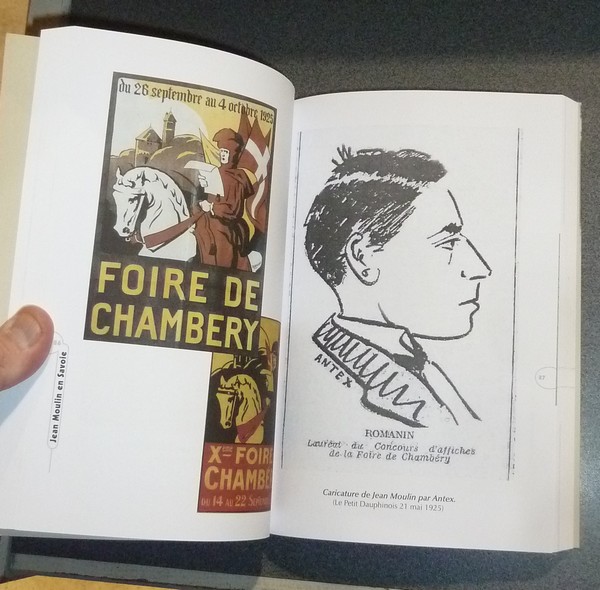 du 26 septembre au 4 octobre 1925
FOIRE DE
CHAMBERY
Jean Moulin en Savoie
Xme FOIRE
CHAMBE
DU 14 AU 22 Septem
ANTEX
ROMANIN
Lauréat du Concours d'affiches
de la Foire de Chambéry
Caricature de Jean Moulin par Antex.
(Le Petit Dauphinois 21 mai 1925)